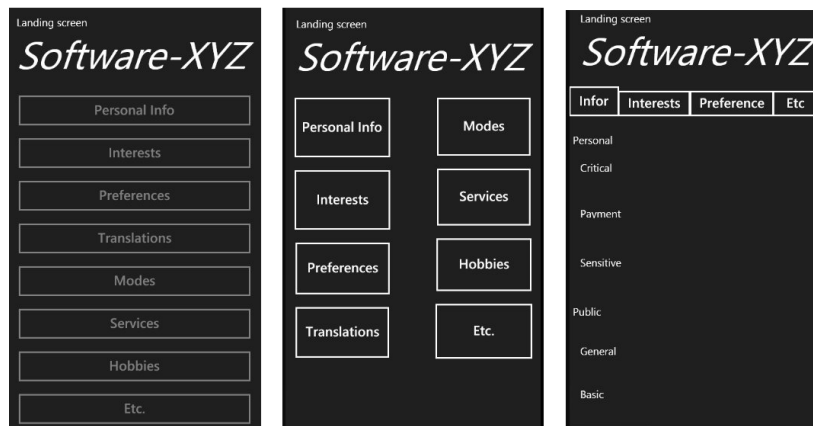 Landing screen
Software-XYZ
Personal Info
Interests
Preferences
Translations
Modes
Services
Hobbies
Etc.
Landing screen
Software-XYZ
Personal Info
Modes
Interests
Services
Preferences
Hobbies
Translations
Etc.
Landing screen
Software-XYZ
Infor Interests Preference Etc
Personal
Critical
Payment
Sensitive
Public
General
Basic